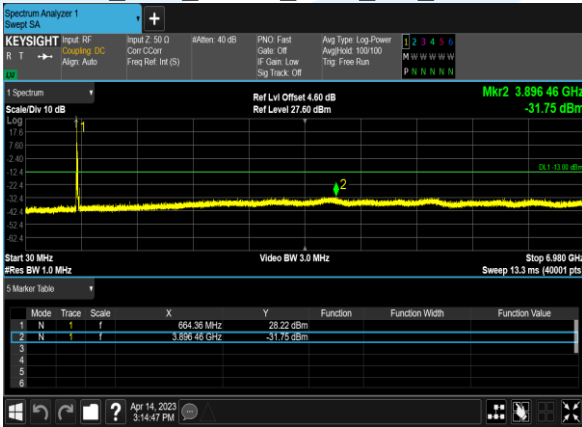 Spectrum Analyzer 1
Swept SA
+
KEYSIGHT Input: RF Input Z: 50 Ω #Atten: 40 dB PNO: Fast Avg Type: Log-Power 1 2 3 4 5 6
R T Coupling: DC Corr CCorr Gate: Off Avg|Hold: 100/100 M W W W W W
Align: Auto Freq Ref: Int (S) IF Gain: Low Trig: Free Run
LW Sig Track: Off P N N N N N
1 Spectrum Ref Lvl Offset 4.60 dB Mkr2 3.896 46 GHz
Scale/Div 10 dB Ref Level 27.60 dBm -31.75 dBm
Log
17.6
7.60
-2.40
-12.4
-22.4
-32.4
-42.4
-52.4
-62.4
1
DL1 -13.00 dBm
2
Start 30 MHz Video BW 3.0 MHz Stop 6.980 GHz
#Res BW 1.0 MHz Sweep 13.3 ms (40001 pts)
5 Marker Table
Mode Trace Scale X Y Function Function Width Function Value
1 N 1 f 664.36 MHz 28.22 dBm
2 N 1 f 3.896 46 GHz -31.75 dBm
3
4
5
6
? Apr 14, 2023
3:14:47 PM